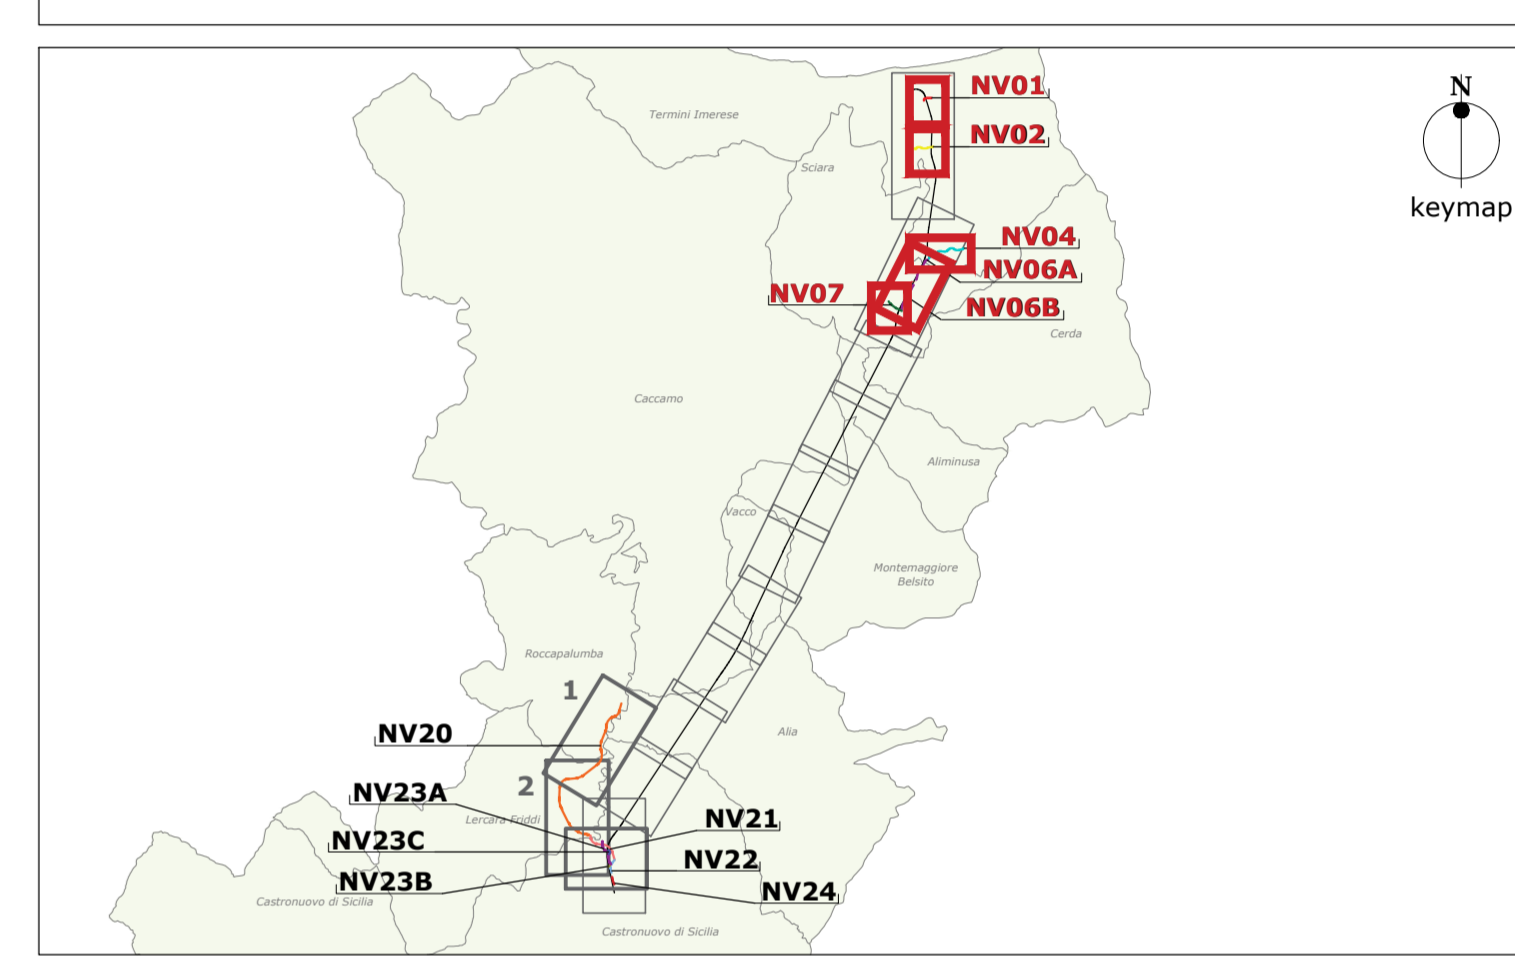 NV01
N
Termini Imerese
NV02
Sciara
keymap
NV04
NV06A
NV07
NV06B
Cerda
Caccamo
Aliminusa
Vacco
Montemaggiore
Belsito
Roccapalumba
1
NV20
Alia
2
NV23A
Lercara Friddi
NV21
NV23C
NV22
NV23B
NV24
Castronuovo di Sicilia
Castronuovo di Sicilia